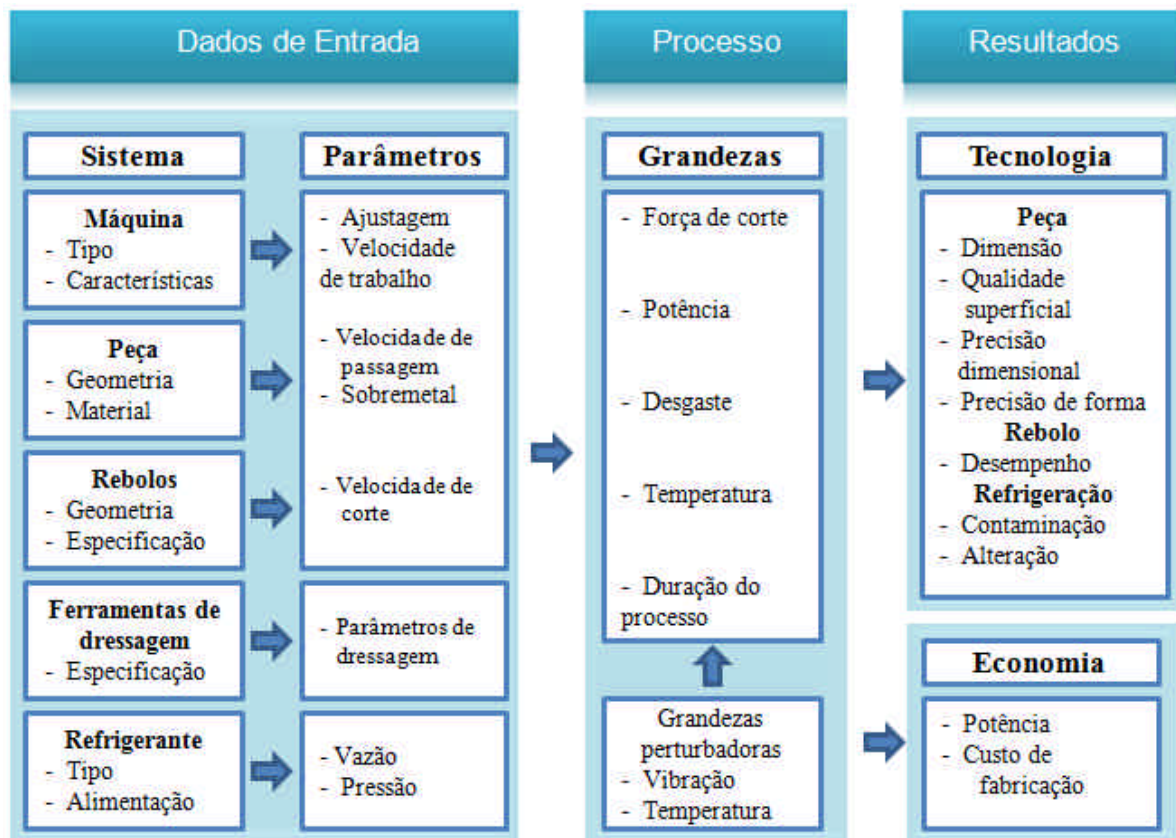 Dados de Entrada
Processo
Resultados
Sistema
Máquina
- Tipo
- Características
Peça
- Geometria
- Material
Rebolos
- Geometria
- Especificação
Ferramentas de
dressagem
- Especificação
Refrigerante
- Tipo
- Alimentação
Parâmetros
- Ajustagem
- Velocidade
de trabalho
- Velocidade de
passagem
- Sobremetal
- Velocidade de
corte
- Parâmetros de
dressagem
- Vazão
- Pressão
Grandezas
- Força de corte
- Potência
- Desgaste
- Temperatura
- Duração do
processo
Grandezas
perturbadoras
- Vibração
- Temperatura
Tecnologia
Peça
- Dimensão
- Qualidade
superficial
- Precisão
dimensional
- Precisão de forma
Rebolo
- Desempenho
Refrigeração
- Contaminação
- Alteração
Economia
- Potência
- Custo de
fabricação